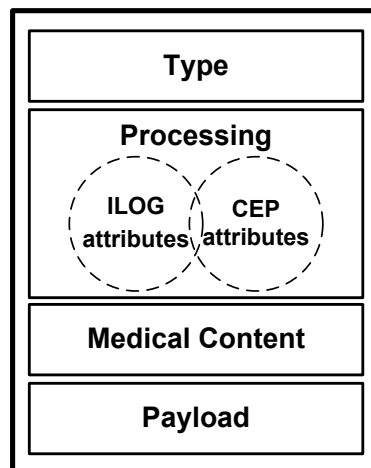 Type
Processing
ILOG
attributes
CEP
attributes
Medical Content
Payload